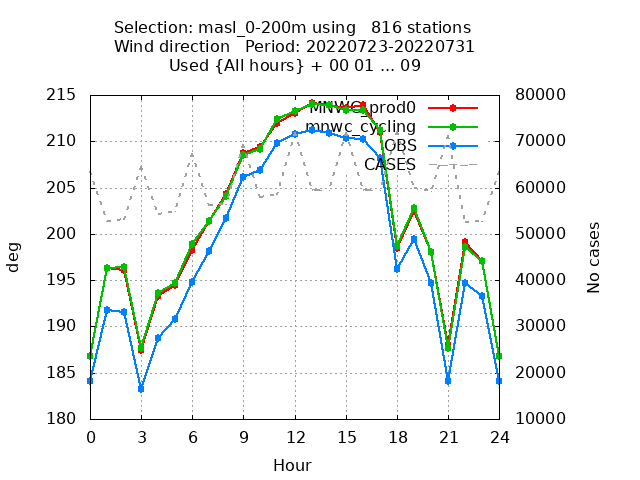 Selection: masl_0-200m using   816 stations
Wind direction   Period: 20220723-20220731
Used {All hours} + 00 01 ... 09
215 80000
MNWC_prod0
mnwc_cycling
210 70000
OBS
CASES
205 60000
200 50000
deg
No cases
195 40000
190 30000
185 20000
180 10000
0 3 6 9 12 15 18 21 24
Hour